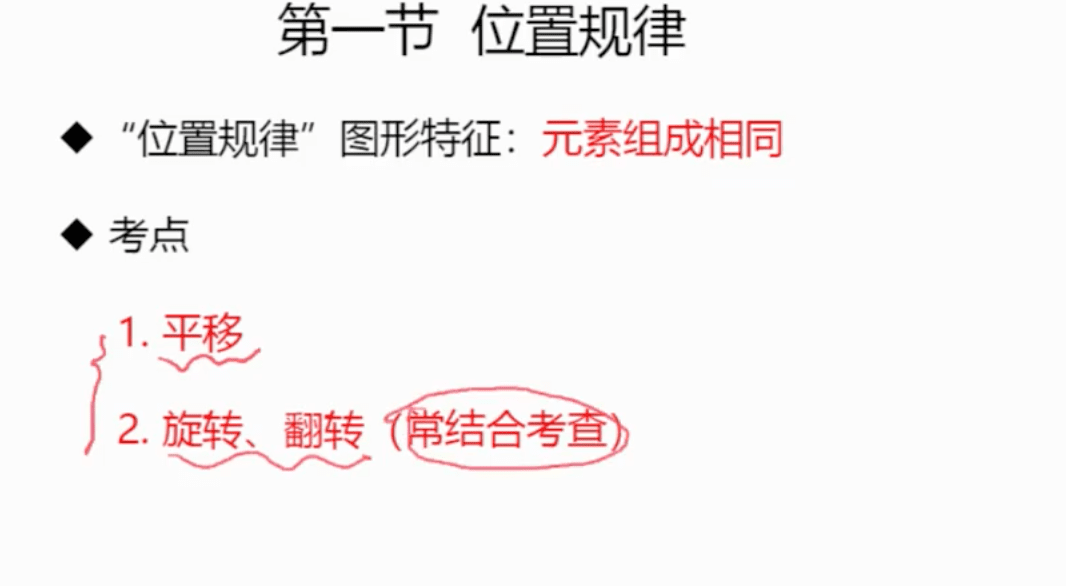 第一节 位置规律
◆ “位置规律”图形特征：元素组成相同
◆ 考点
1. 平移
2. 旋转、翻转（常结合考查）